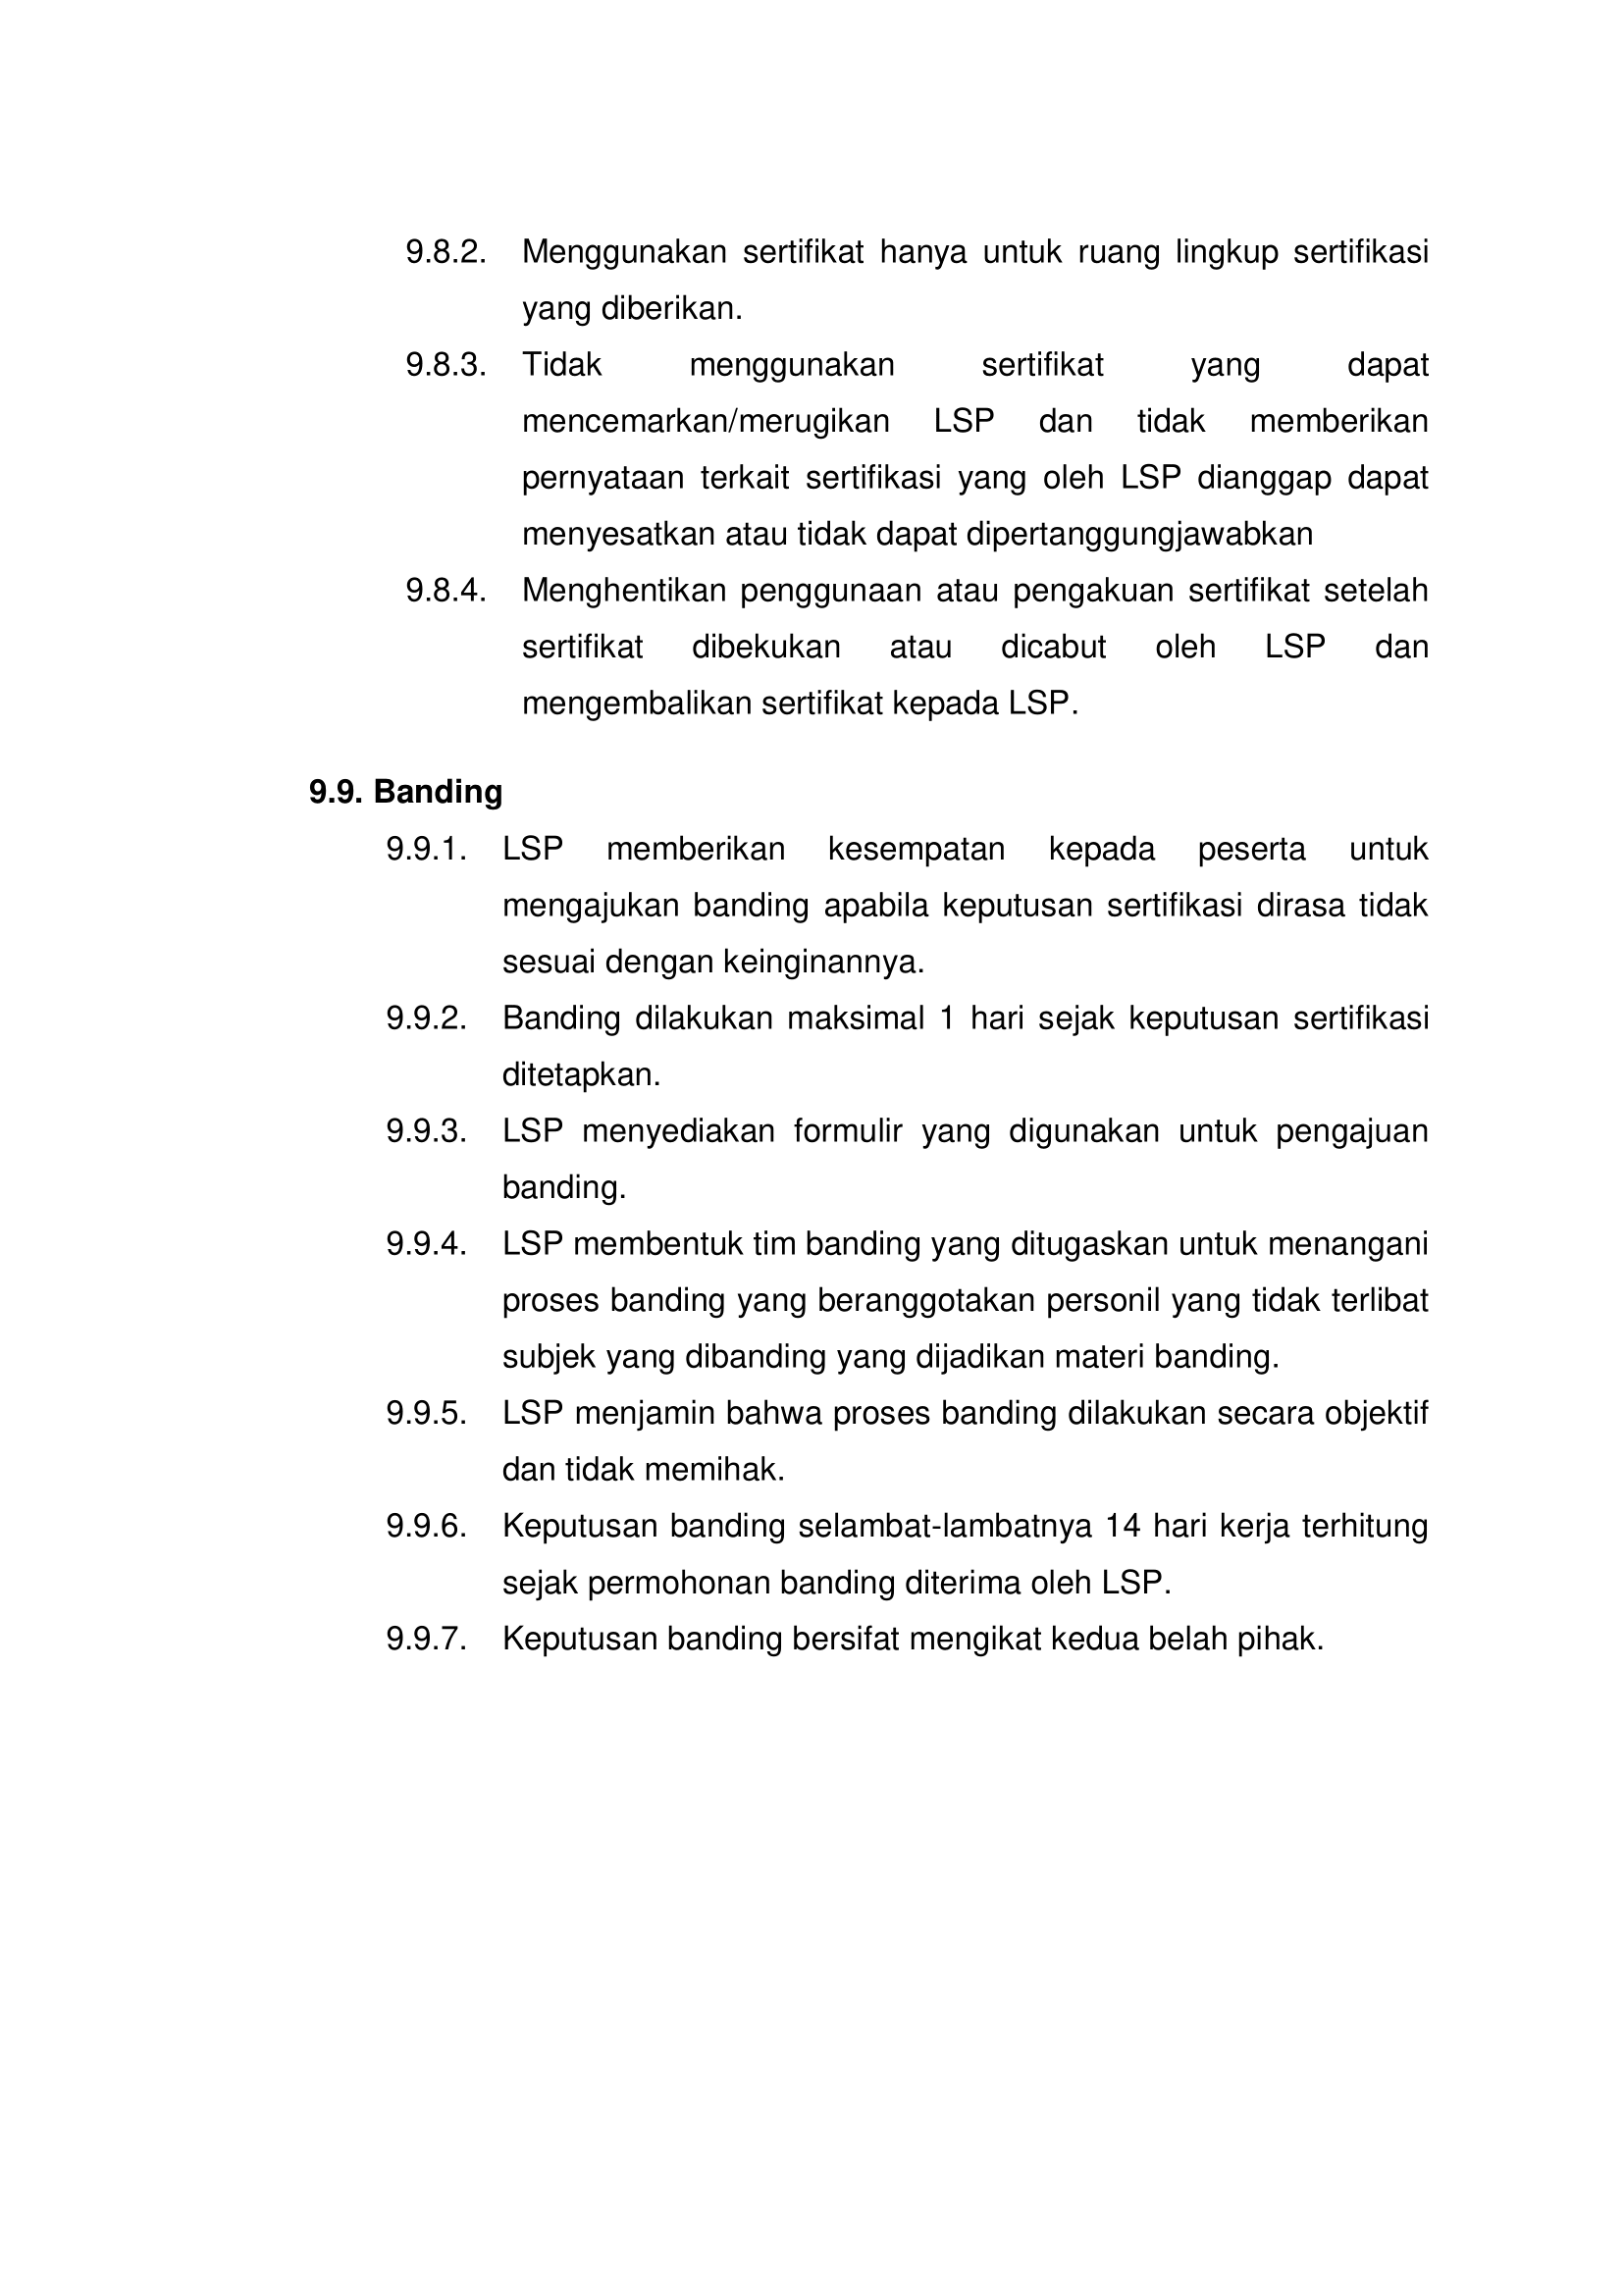 9.8.2. Menggunakan sertifikat hanya untuk ruang lingkup sertifikasi
yang diberikan.
9.8.3. Tidak menggunakan sertifikat yang dapat
mencemarkan/merugikan LSP dan tidak memberikan
pernyataan terkait sertifikasi yang oleh LSP dianggap dapat
menyesatkan atau tidak dapat dipertanggungjawabkan
9.8.4. Menghentikan penggunaan atau pengakuan sertifikat setelah
sertifikat dibekukan atau dicabut oleh LSP dan
mengembalikan sertifikat kepada LSP.
9.9. Banding
9.9.1. LSP memberikan kesempatan kepada peserta untuk
mengajukan banding apabila keputusan sertifikasi dirasa tidak
sesuai dengan keinginannya.
9.9.2. Banding dilakukan maksimal 1 hari sejak keputusan sertifikasi
ditetapkan.
9.9.3. LSP menyediakan formulir yang digunakan untuk pengajuan
banding.
9.9.4. LSP membentuk tim banding yang ditugaskan untuk menangani
proses banding yang beranggotakan personil yang tidak terlibat
subjek yang dibanding yang dijadikan materi banding.
9.9.5. LSP menjamin bahwa proses banding dilakukan secara objektif
dan tidak memihak.
9.9.6. Keputusan banding selambat-lambatnya 14 hari kerja terhitung
sejak permohonan banding diterima oleh LSP.
9.9.7. Keputusan banding bersifat mengikat kedua belah pihak.